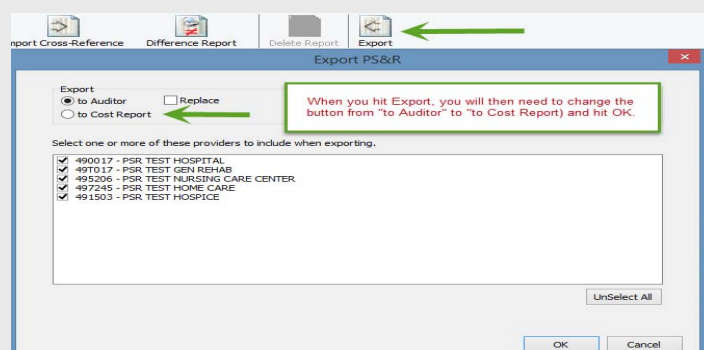 mport Cross-Reference Difference Report Delete Report Export
Export PS&R
Export
to Auditor Replace
to Cost Report
When you hit Export, you will then need to change the
button from "to Auditor" to "to Cost Report) and hit OK.
Select one or more of these providers to include when exporting.
490017 - PSR TEST HOSPITAL
49T017 - PSR TEST GEN REHAB
495206 - PSR TEST NURSING CARE CENTER
497245 - PSR TEST HOME CARE
491503 - PSR TEST HOSPICE
UnSelect All
OK Cancel